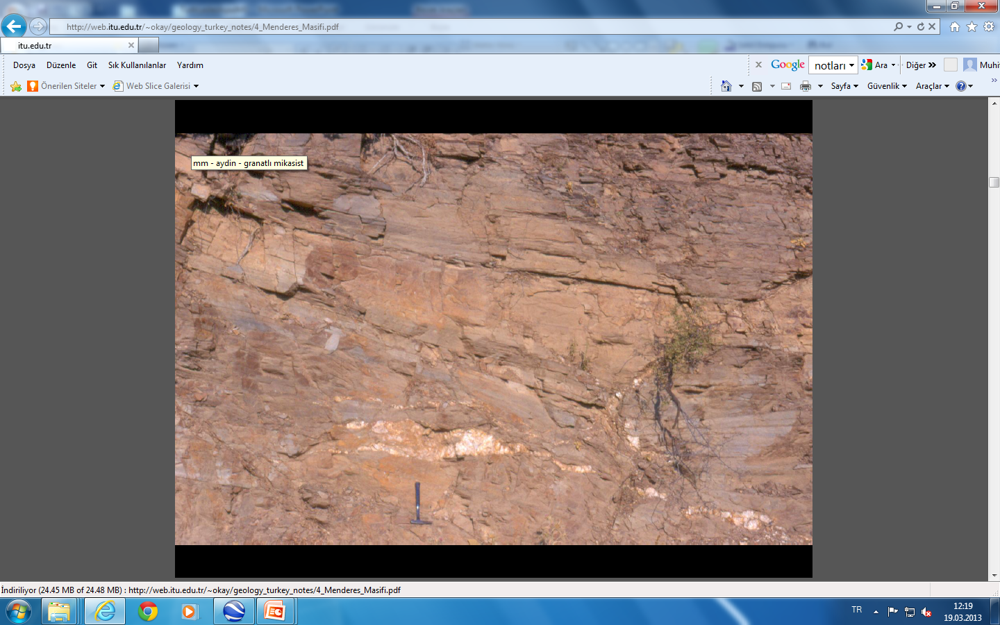 http://web.itu.edu.tr/~okay/geology_turkey_notes/4_Menderes_Masifi.pdf
itu.edu.tr
Dosya Düzenle Git Sık Kullanılanlar Yardım
x Google notları Ara Diğer »
Önerilen Siteler Web Slice Galerisi
Sayfa Güvenlik Araçlar
mm - aydin - granatlı mikasist
İndiriliyor (24.45 MB of 24.48 MB) : http://web.itu.edu.tr/~okay/geology_turkey_notes/4_Menderes_Masifi.pdf
TR 12:19
19.03.2013